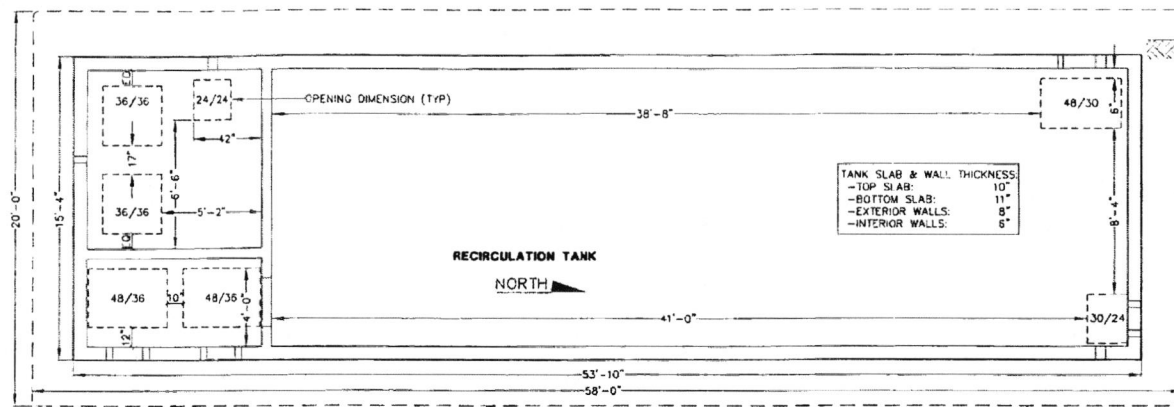 EQ
36/36
24/24
OPENING DIMENSION (TYP)
48/30
6"
38'-8"
42"
17"
6'-6"
TANK SLAB & WALL THICKNESS:
-TOP SLAB: 10"
-BOTTOM SLAB: 11"
-EXTERIOR WALLS: 8"
-INTERIOR WALLS: 6"
20'-0"
15'-4"
36/36
5'-2"
8'-4"
EQ
RECIRCULATION TANK
NORTH
48/36
10"
48/36
4'-0"
12"
41'-0"
30/24
53'-10"
58'-0"